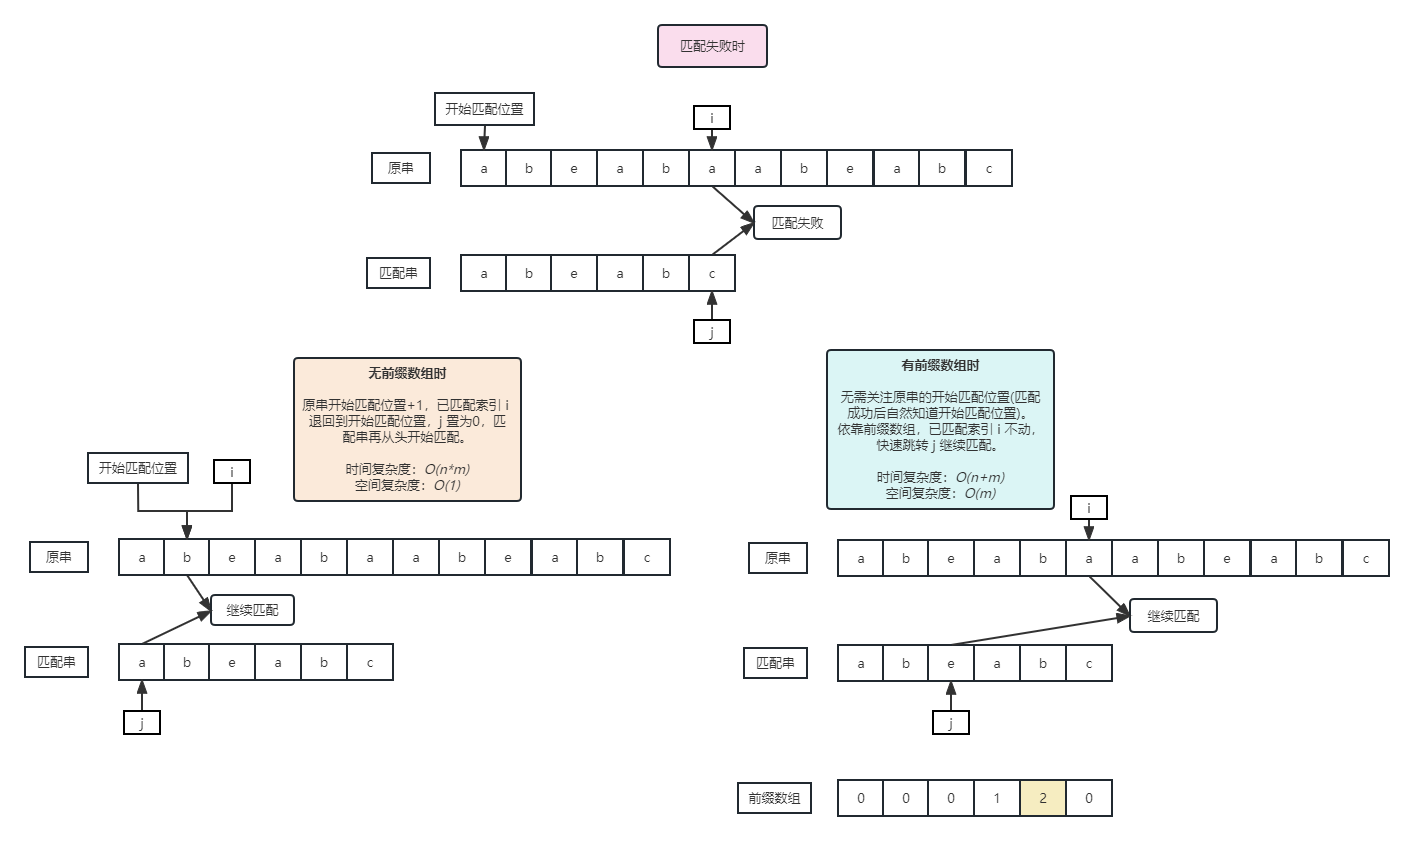 匹配失败时
开始匹配位置
i
原串
a b e a b a a b e a b c
匹配失败
匹配串
a b e a b c
j
无前缀数组时
原串开始匹配位置+1，已匹配索引 i
退回到开始匹配位置，j 置为0，匹
配串再从头开始匹配。
时间复杂度：O(n*m)
空间复杂度：O(1)
开始匹配位置
i
原串
a b e a b a a b e a b c
继续匹配
匹配串
a b e a b c
j
有前缀数组时
无需关注原串的开始匹配位置(匹配
成功后自然知道开始匹配位置)。
依靠前缀数组，已匹配索引 i 不动，
快速跳转 j 继续匹配。
时间复杂度：O(n+m)
空间复杂度：O(m)
i
原串
a b e a b a a b e a b c
继续匹配
匹配串
a b e a b c
j
前缀数组
0 0 0 1 2 0